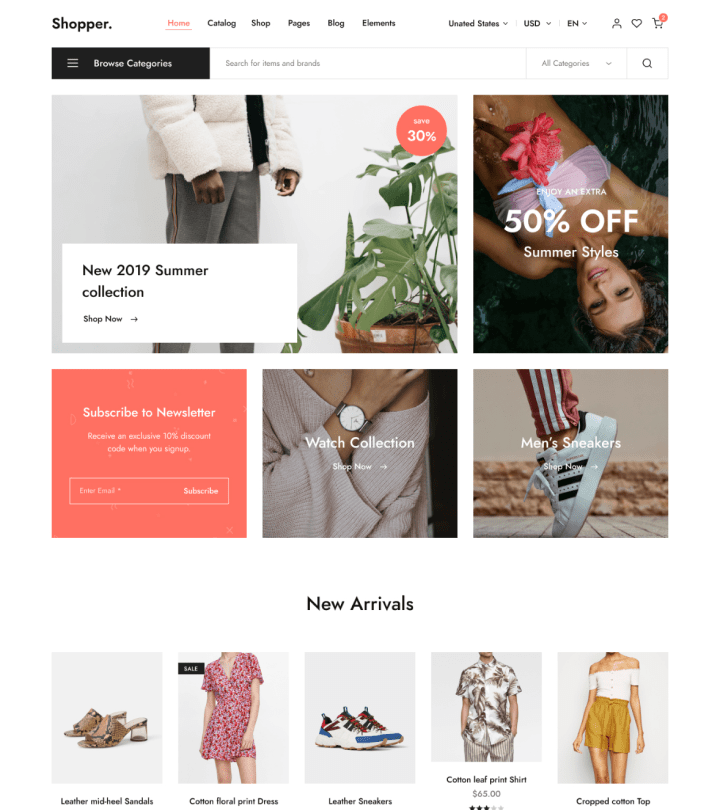 Shopper.
Home
Catalog
Shop
Pages
Blog
Elements
Unated States
USD
EN
Browse Categories
Search for items and brands
All Categories
save
30%
New 2019 Summer
collection
Shop Now
ENJOY AN EXTRA
50% OFF
Summer Styles
Subscribe to Newsletter
Receive an exclusive 10% discount
code when you signup.
Enter Email *
Subscribe
Watch Collection
Shop Now
Men's Sneakers
Shop Now
New Arrivals
SALE
Leather mid-heel Sandals
Cotton floral print Dress
Leather Sneakers
Cotton leaf print Shirt
$65.00
Cropped cotton Top